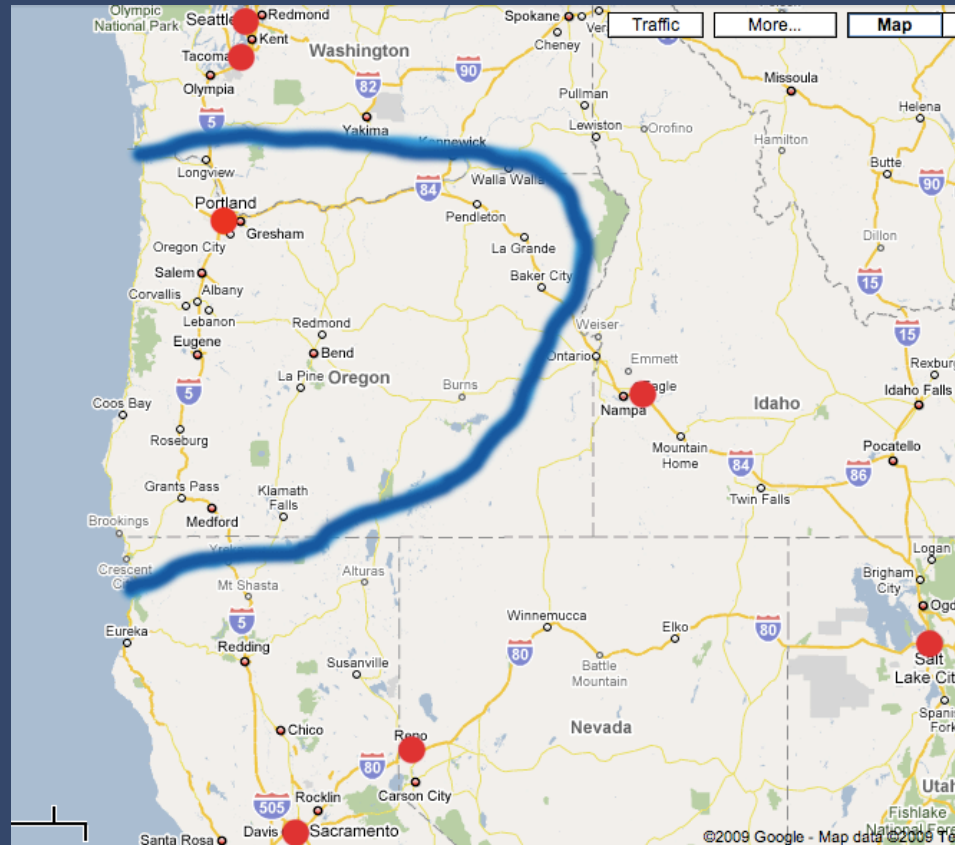 Olympic
National Park
Seattle
Redmond
Kent
Tacoma
Olympia
Washington
Spokane
Cheney
Traffic
More...
Map
90
82
5
Yakima
Pullman
Lewiston
Orofino
Missoula
Helena
Hamilton
Butte
90
Dillon
15
15
Longview
Kennewick
Walla Walla
84
Pendleton
Portland
Gresham
Oregon City
La Grande
Baker City
Salem
Corvallis
Albany
Lebanon
Eugene
Redmond
Bend
La Pine
Oregon
5
Burns
Weiser
Ontario
Emmett
Eagle
Nampa
Idaho
Idaho Falls
Mountain
Home
84
86
Pocatello
Twin Falls
Coos Bay
Roseburg
Grants Pass
Medford
Klamath
Falls
Brookings
Crescent
Yreka
Mt Shasta
Alturas
5
Eureka
Redding
Susanville
Winnemucca
80
Battle
Mountain
Elko
80
Logan
Brigham
City
Salt
Nevada
Chico
Reno
80
Carson City
505
Rocklin
Davis
Sacramento
Santa Rosa
Fishlake
©2009 Google - Map data ©2009